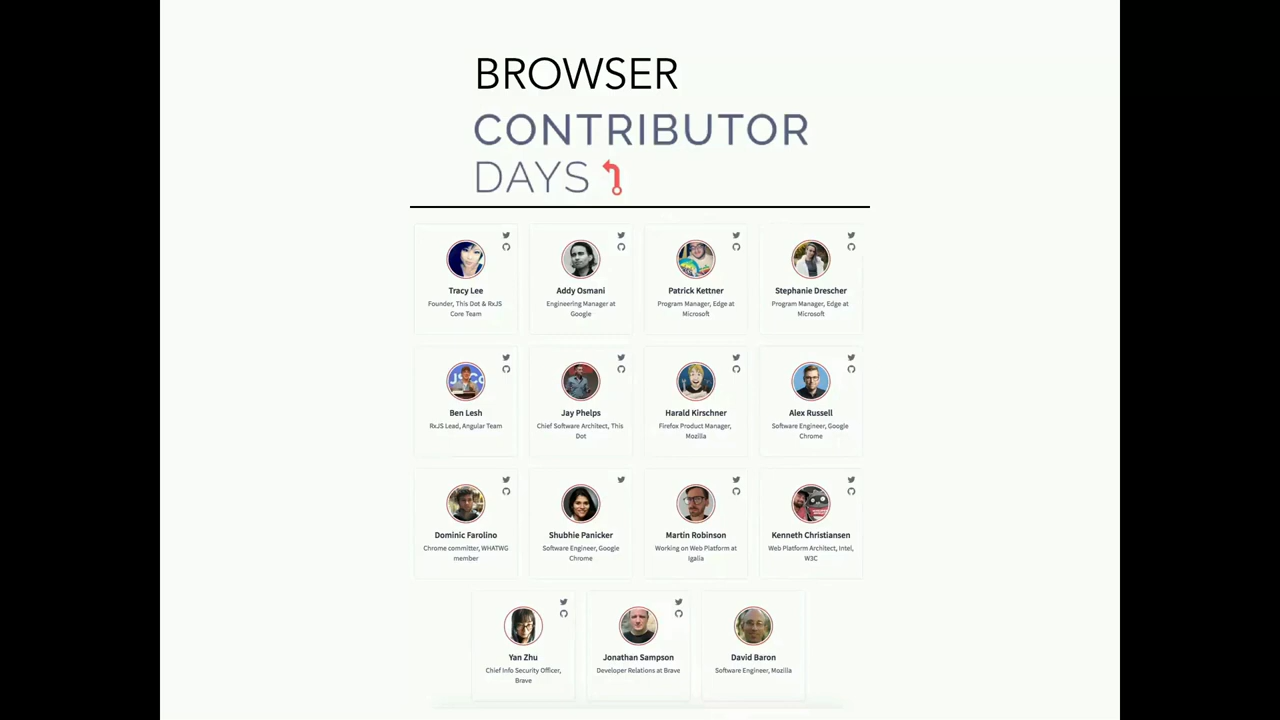 BROWSER
CONTRIBUTOR
DAYS
Tracy Lee
Founder, This Dot & RxJS
Core Team
Addy Osmani
Engineering Manager at
Google
Patrick Kettner
Program Manager, Edge at
Microsoft
Stephanie Drescher
Program Manager, Edge at
Microsoft
Ben Lesh
RxJS Lead, Angular Team
Jay Phelps
Chief Software Architect, This
Dot
Harald Kirschner
Firefox Product Manager,
Mozilla
Alex Russell
Software Engineer, Google
Chrome
Dominic Farolino
Chrome committer, WHATWG
member
Shubhie Panicker
Software Engineer, Google
Chrome
Martin Robinson
Working on Web Platform at
Igalia
Kenneth Christiansen
Web Platform Architect, Intel,
W3C
Yan Zhu
Chief Info Security Officer,
Brave
Jonathan Sampson
Developer Relations at Brave
David Baron
Software Engineer, Mozilla